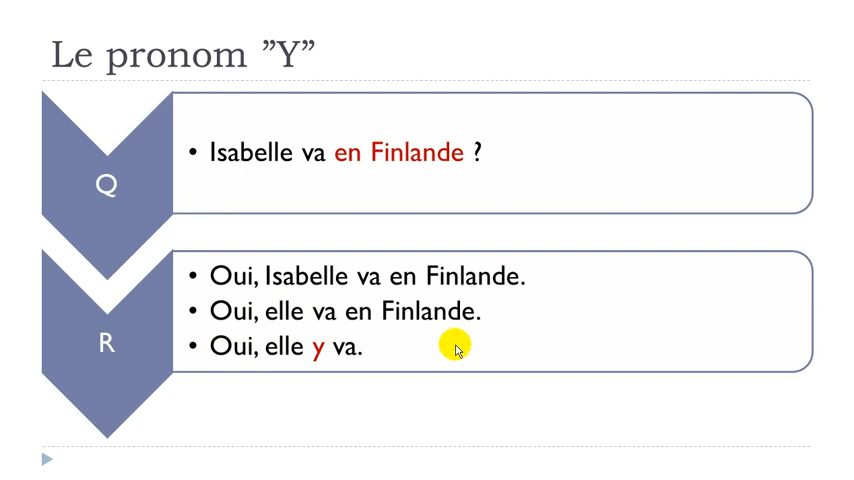 Le pronom ”Y”
Q
• Isabelle va en Finlande ?
R
• Oui, Isabelle va en Finlande.
• Oui, elle va en Finlande.
• Oui, elle y va.